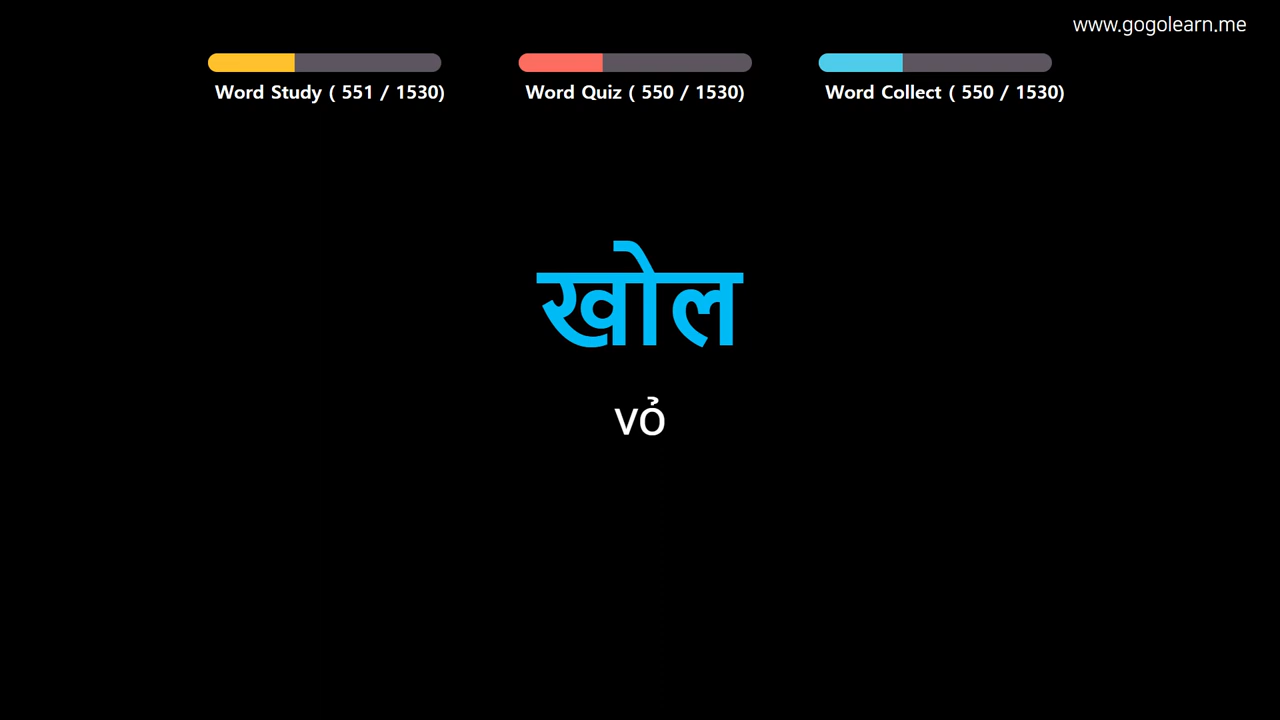 www.gogolearn.me
Word Study ( 551 / 1530)
Word Quiz ( 550 / 1530)
Word Collect ( 550 / 1530)
खोल
vỏ